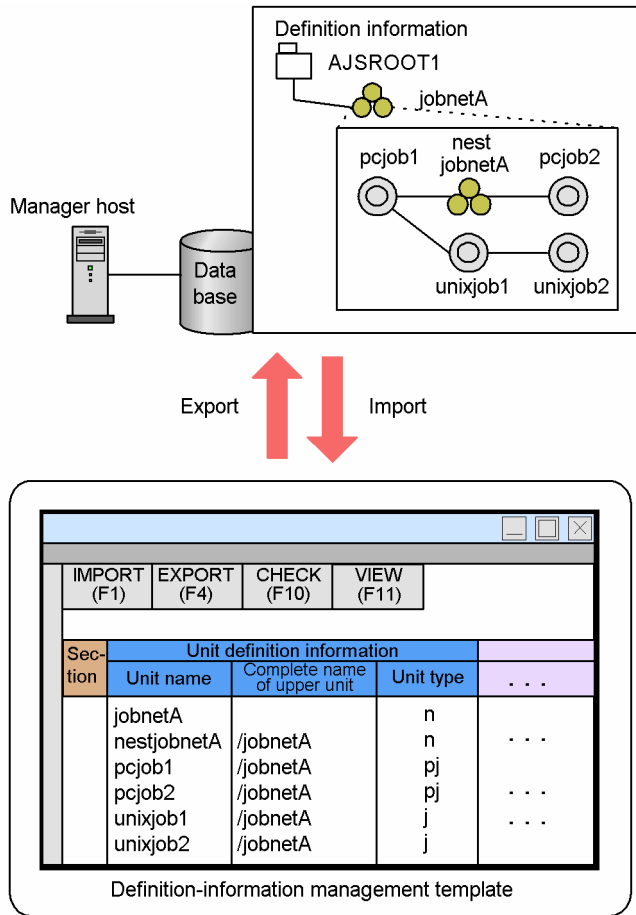 Definition information
AJSROOT1
jobnetA
nest
jobnetA
pcjob1
pcjob2
unixjob1
unixjob2
Manager host
Data
base
Export
Import
IMPORT
(F1)
EXPORT
(F4)
CHECK
(F10)
VIEW
(F11)
Sec-
tion
Unit definition information
Unit name
Complete name
of upper unit
Unit type
. . .
jobnetA n
nestjobnetA /jobnetA n . . .
pcjob1 /jobnetA pj
pcjob2 /jobnetA pj . . .
unixjob1 /jobnetA j . . .
unixjob2 /jobnetA j
Definition-information management template